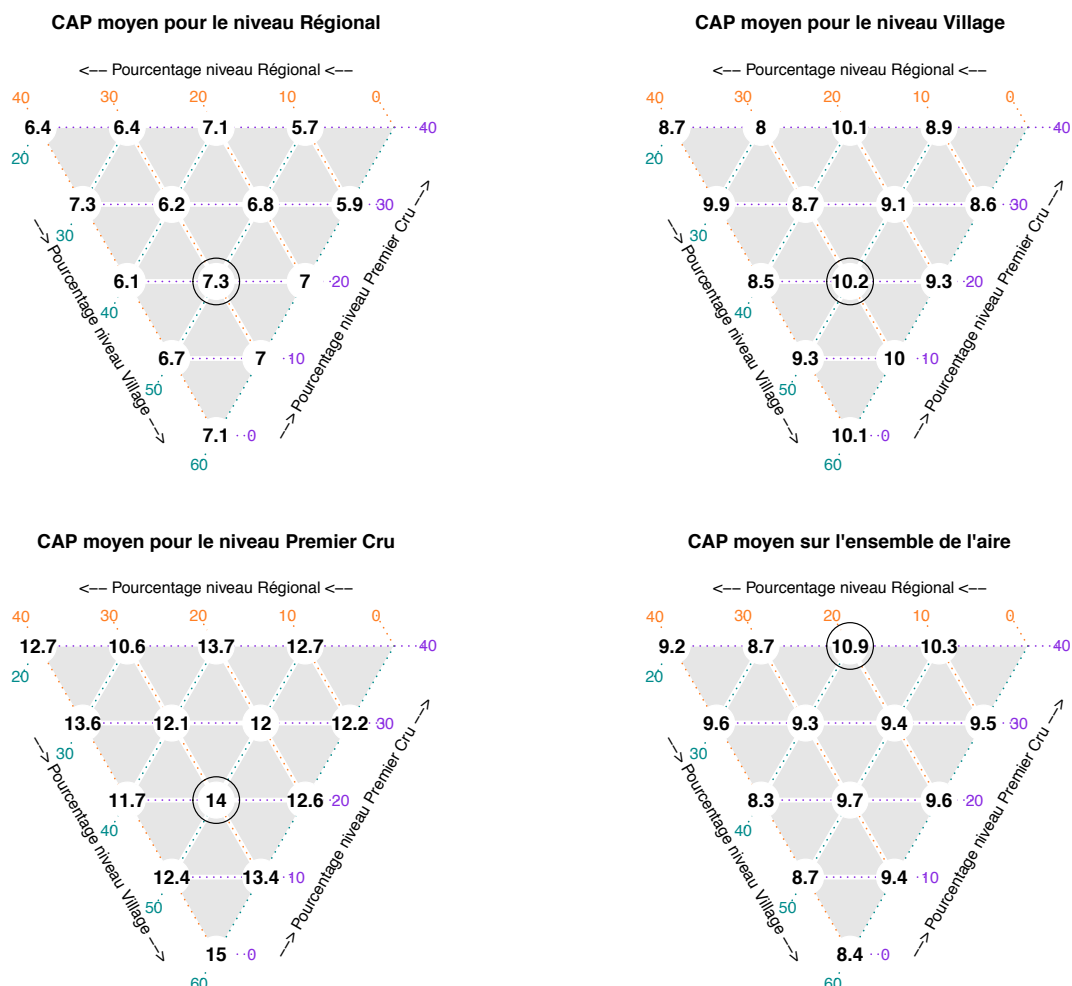 CAP moyen pour le niveau Régional
<−− Pourcentage niveau Régional <−−
40 30 20 10 0
6.4 6.4 7.1 5.7 40
20
7.3 6.2 6.8 5.9 30
30
6.1 7.3 7 20
40
6.7 7 10
50
7.1 0
60
−−> Pourcentage niveau Village −−>
−−> Pourcentage niveau Premier Cru −−>
CAP moyen pour le niveau Village
<−− Pourcentage niveau Régional <−−
40 30 20 10 0
8.7 8 10.1 8.9 40
20
9.9 8.7 9.1 8.6 30
30
8.5 10.2 9.3 20
40
9.3 10 10
50
10.1 0
60
−−> Pourcentage niveau Village −−>
−−> Pourcentage niveau Premier Cru −−>
CAP moyen pour le niveau Premier Cru
<−− Pourcentage niveau Régional <−−
40 30 20 10 0
12.7 10.6 13.7 12.7 40
20
13.6 12.1 12 12.2 30
30
11.7 14 12.6 20
40
12.4 13.4 10
50
15 0
60
−−> Pourcentage niveau Village −−>
−−> Pourcentage niveau Premier Cru −−>
CAP moyen sur l'ensemble de l'aire
<−− Pourcentage niveau Régional <−−
40 30 20 10 0
9.2 8.7 10.9 10.3 40
20
9.6 9.3 9.4 9.5 30
30
8.3 9.7 9.6 20
40
8.7 9.4 10
50
8.4 0
60
−−> Pourcentage niveau Village −−>
−−> Pourcentage niveau Premier Cru −−>